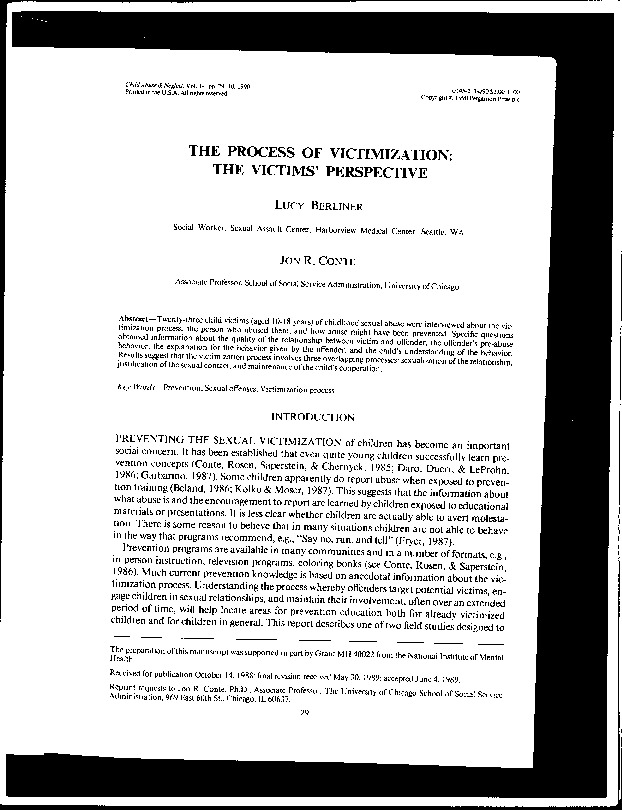 Child Abuse & Neglect, Vol. pp. 29- 1990
Printed in the U.S.A. All rights reserved.
Copyright © 1990 Pergamon Press plc
THE PROCESS OF VICTIMIZATION:
THE VICTIMS' PERSPECTIVE
LUCY BERLINER
Social Worker, Sexual Assault Center, Harborview Medical Center, Seattle, WA
JON R. CONTE
Associate Professor, School of Social Service Administration, University of Chicago
Abstract—Twenty-three child victims (aged 10-18 years) of childhood sexual abuse were interviewed about the vic-
timization process, the person who abused them, and how abuse might have been prevented. Specific questions
obtained information about the quality of the relationship between victim and offender, the offender's pre-abuse
behavior, the explanation for the behavior given by the offender, and the child's understanding of the behavior.
Results suggest that the victimization process involves three overlapping processes: sexualization of the relationship,
justification of the sexual contact, and maintenance of the child's cooperation.
Key Words—Prevention, Sexual offenses, Victimization process.
INTRODUCTION
PREVENTING THE SEXUAL VICTIMIZATION of children has become an important
social concern. It has been established that even quite young children successfully learn pre-
vention concepts (Conte, Rosen, Saperstein, & Shernack, 1985; Daro, Duerr, & LeProhn,
1986; Garbarino, 1987). Some children apparently do report abuse when exposed to preven-
tion training (Beland, 1986; Kolko & Moser, 1987). This suggests that the information about
what abuse is and the encouragement to report are learned by children exposed to educational
materials or presentations. It is less clear whether children are actually able to avert molesta-
tion. There is some reason to believe that in many situations children are not able to behave
in the way that programs recommend, e.g., "Say no, run, and tell" (Fryer, 1987).
Prevention programs are available in many communities and in a number of formats, e.g.,
in person instruction, television programs, coloring books (see Conte, Rosen, & Saperstein,
1986). Much current prevention knowledge is based on anecdotal information about the vic-
timization process. Understanding the process whereby offenders target potential victims, en-
gage children in sexual relationships, and maintain their involvement, often over an extended
period of time, will help locate areas for prevention education both for already victimized
children and for children in general. This report describes one of two field studies designed to
The preparation of this manuscript was supported in part by Grant MH 40022 from the National Institute of Mental
Health.
Received for publication October 14, 1988; final revision received May 30, 1989; accepted June 4, 1989.
Reprint requests to Jon R. Conte, Ph.D., Associate Professor, The University of Chicago School of Social Service
Administration, 969 East 60th St., Chicago, IL 60637.
29